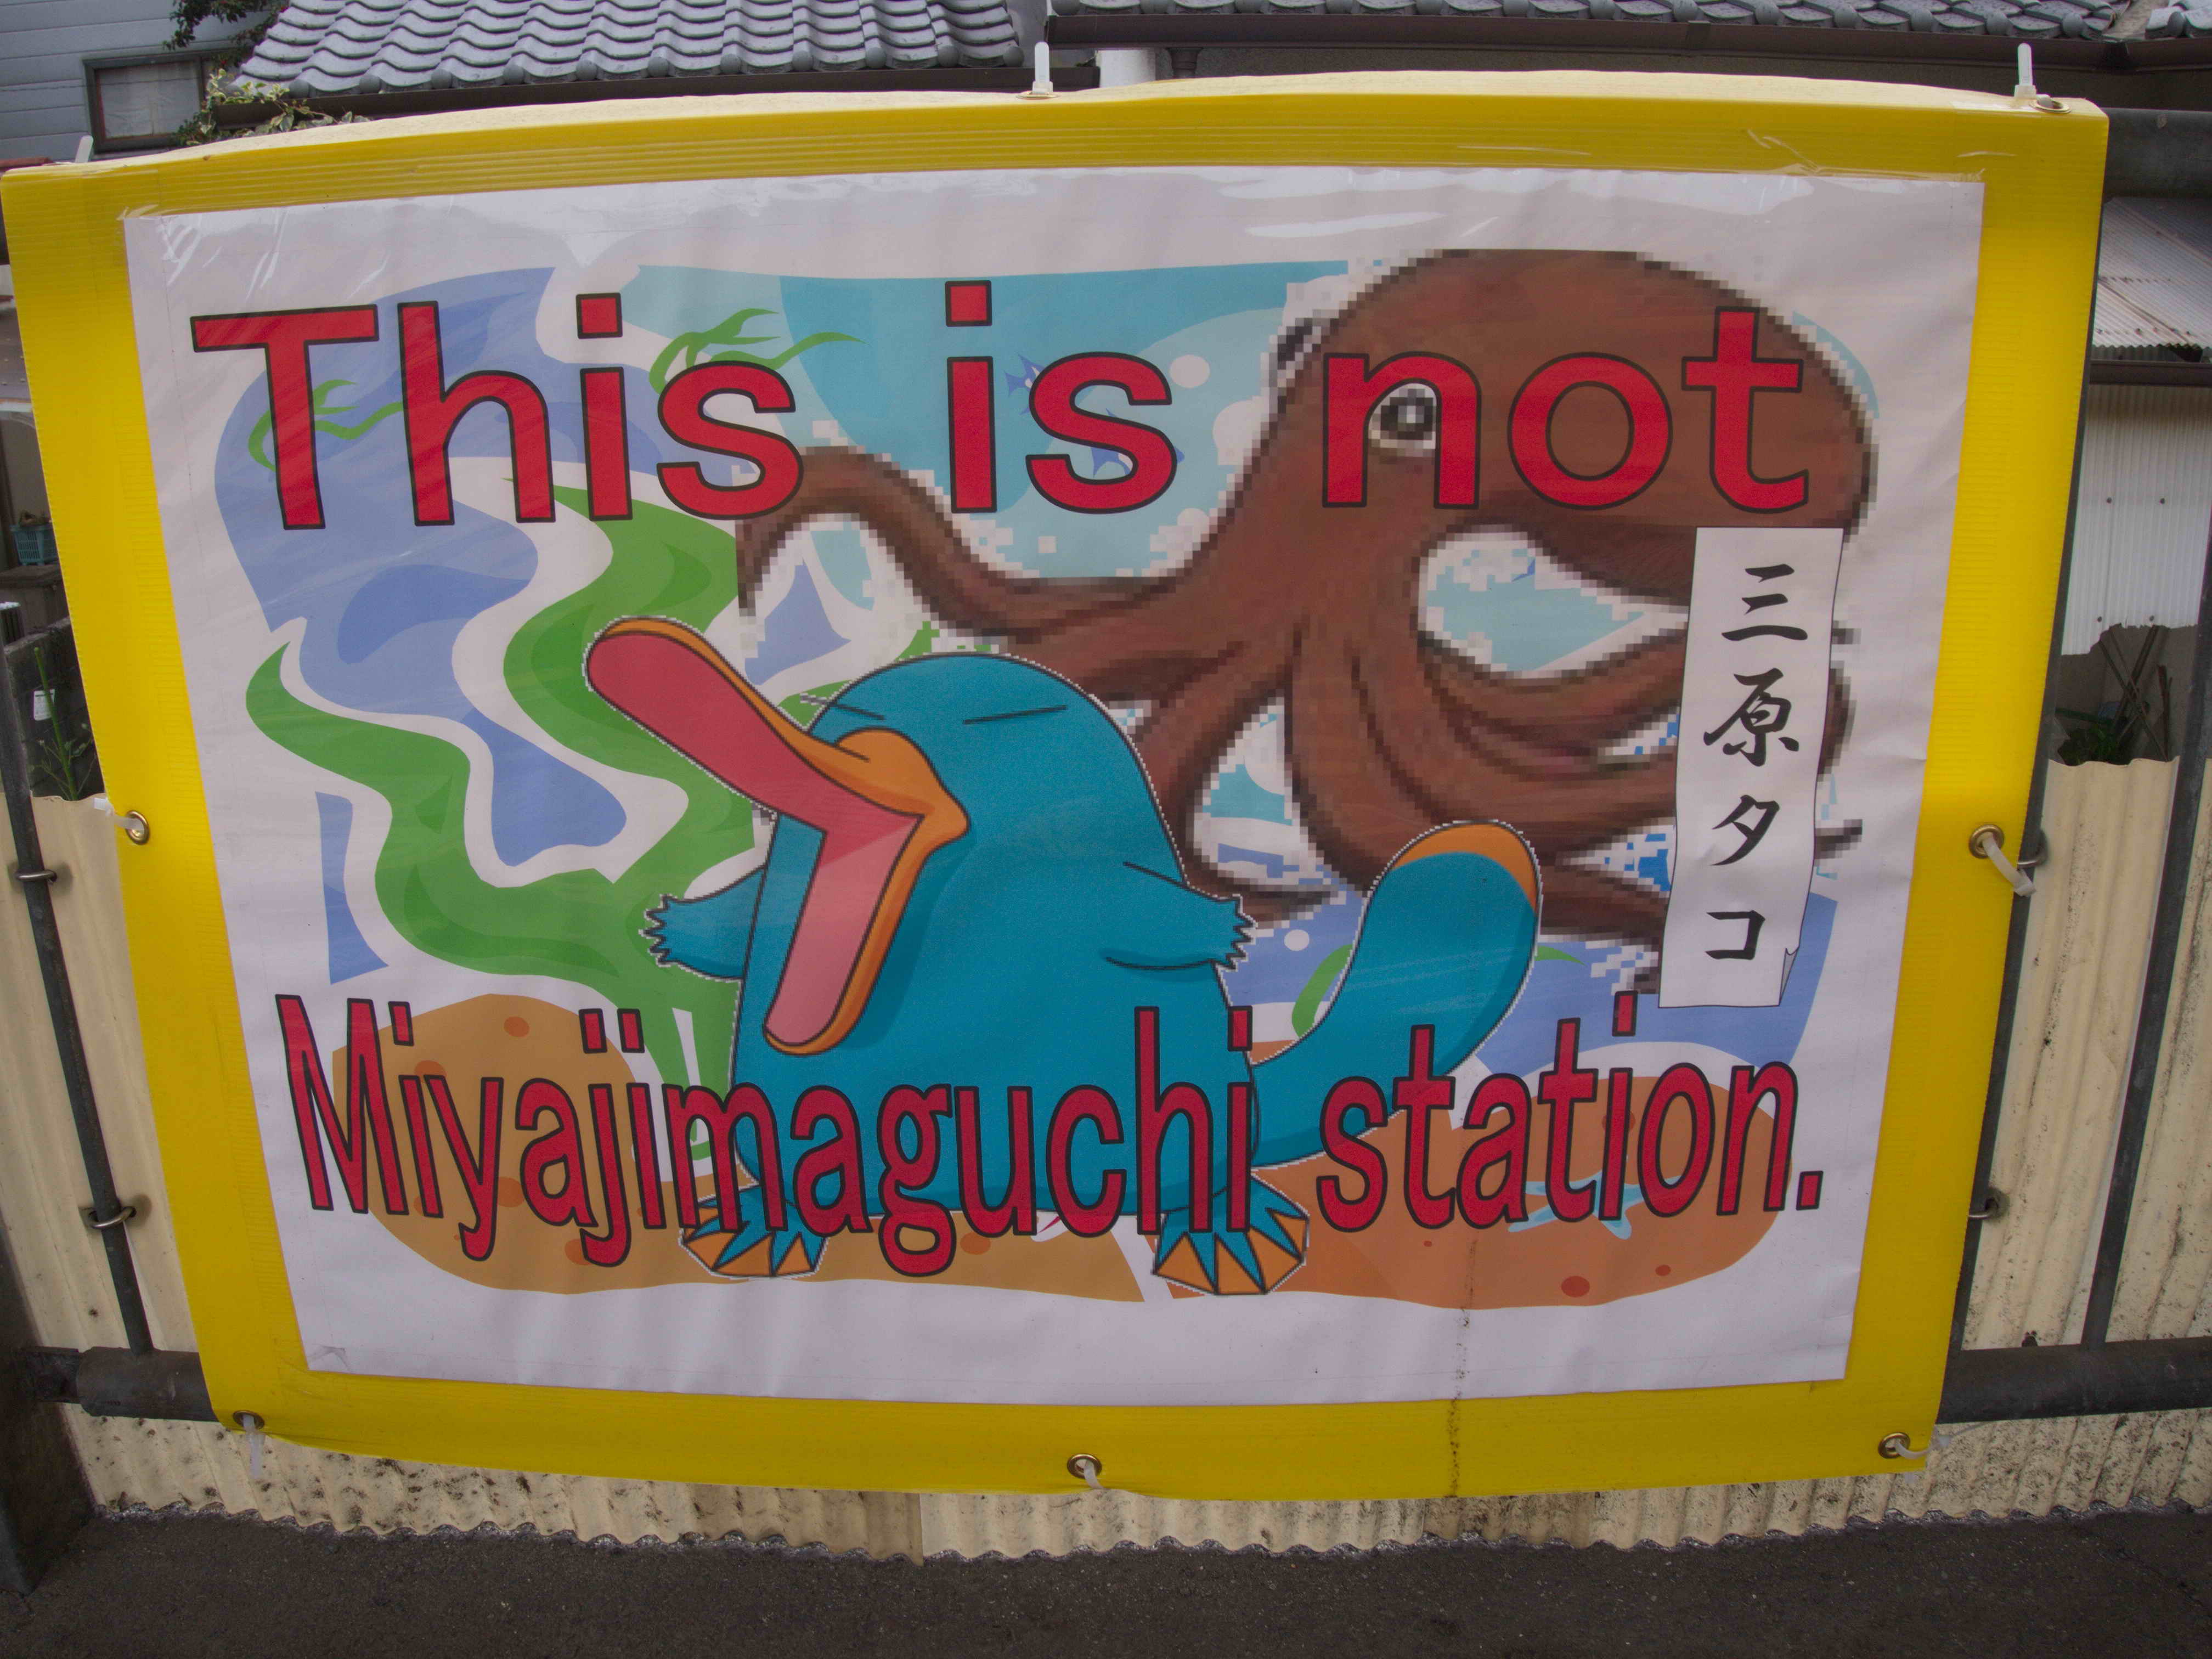 This is not
三原タコ
Miyajimaguchi station.